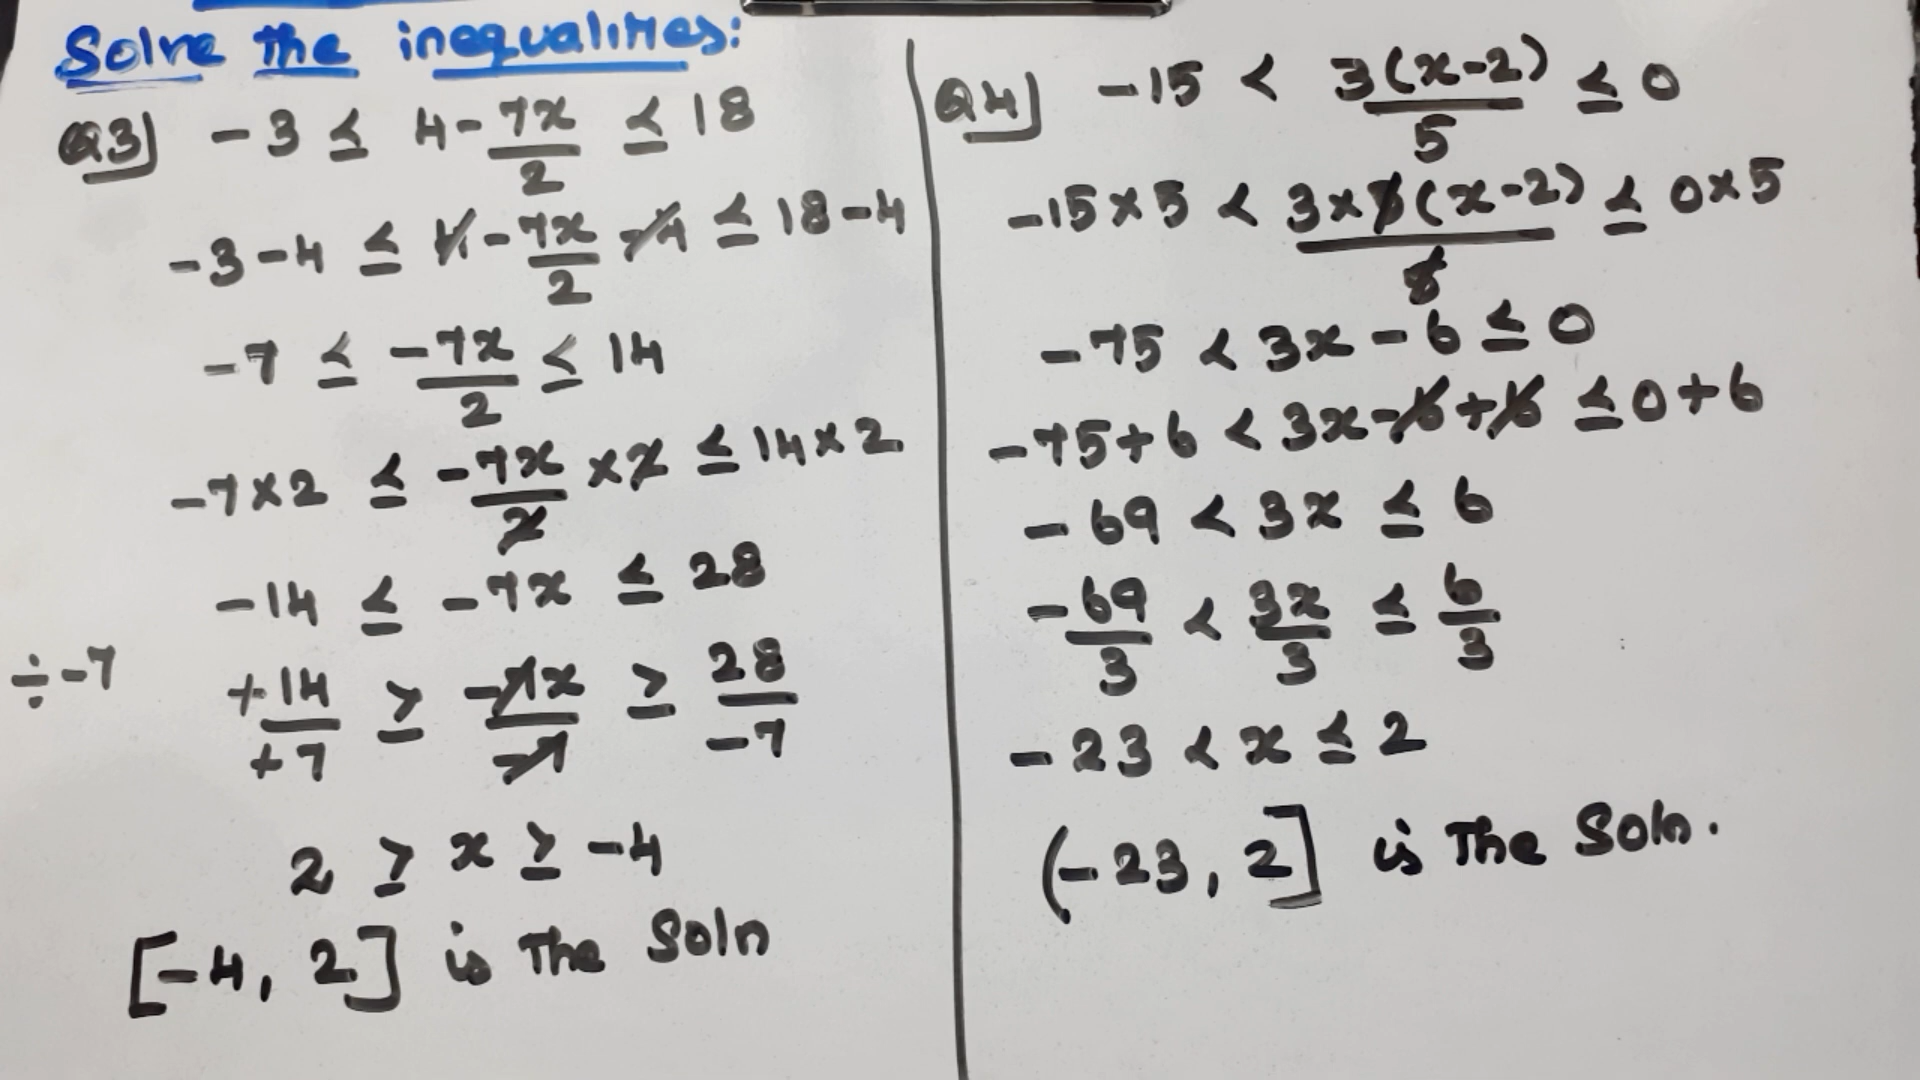 Solve the inequalities:
Q3] -3 ≤ 4 - 7x/2 ≤ 18
-3-4 ≤ 4 - 7x/2 - 4 ≤ 18-4
-7 ≤ -7x/2 ≤ 14
-7×2 ≤ -7x/2 ×2 ≤ 14×2
-14 ≤ -7x ≤ 28
÷-7 +14/+7 ≥ -7x/-7 ≥ 28/-7
2 ≥ x ≥ -4
[-4, 2] is The Soln
Q4] -15 < 3(x-2)/5 ≤ 0
-15×5 < 3×5(x-2)/5 ≤ 0×5
-75 < 3x-6 ≤ 0
-75+6 < 3x-6+6 ≤ 0+6
-69 < 3x ≤ 6
-69/3 < 3x/3 ≤ 6/3
-23 < x ≤ 2
(-23, 2] is The Soln.